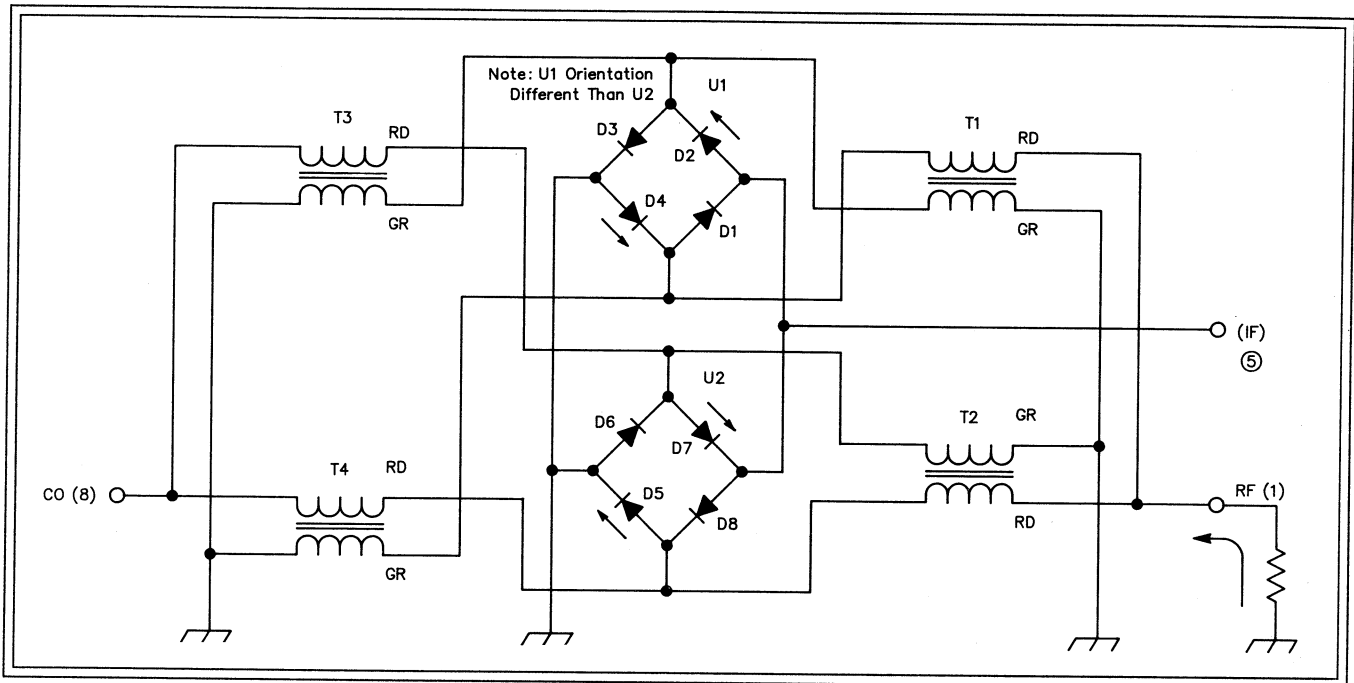 Note: U1 Orientation
Different Than U2
U1
T3
RD
GR
D3
D2
D4
D1
T1
RD
GR
(IF)
5
U2
D6
D7
D5
D8
T2
GR
RD
CO (8)
T4
RD
GR
RF (1)